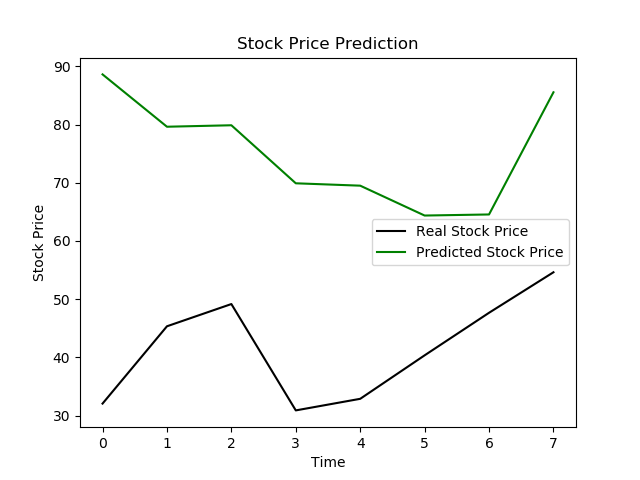 Stock Price Prediction
90
80
70
60
50
40
30
Stock Price
Real Stock Price
Predicted Stock Price
0 1 2 3 4 5 6 7
Time